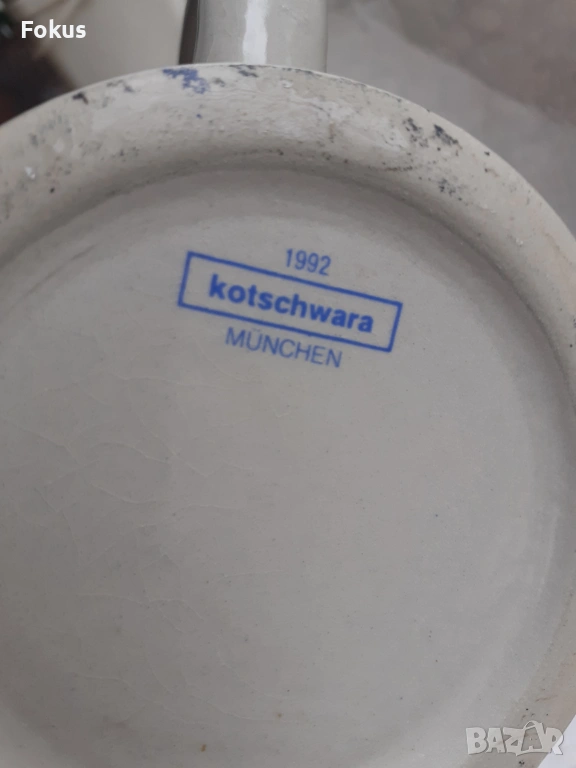 Fokus
1992
kotschwara
MÜNCHEN
BAZAR